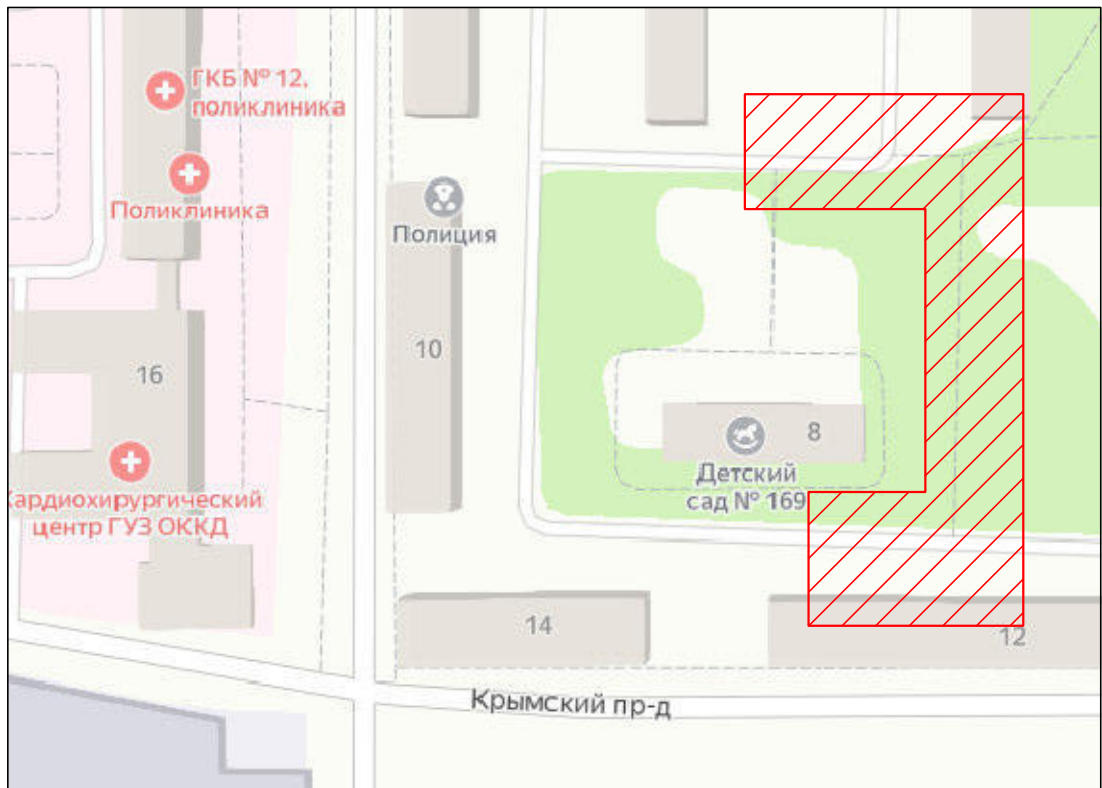 ГКБ № 12,
поликлиника
Поликлиника
Полиция
10
16
8
Детский
сад № 169
Кардиохирургический
центр ГУЗ ОККД
14
12
Крымский пр-д